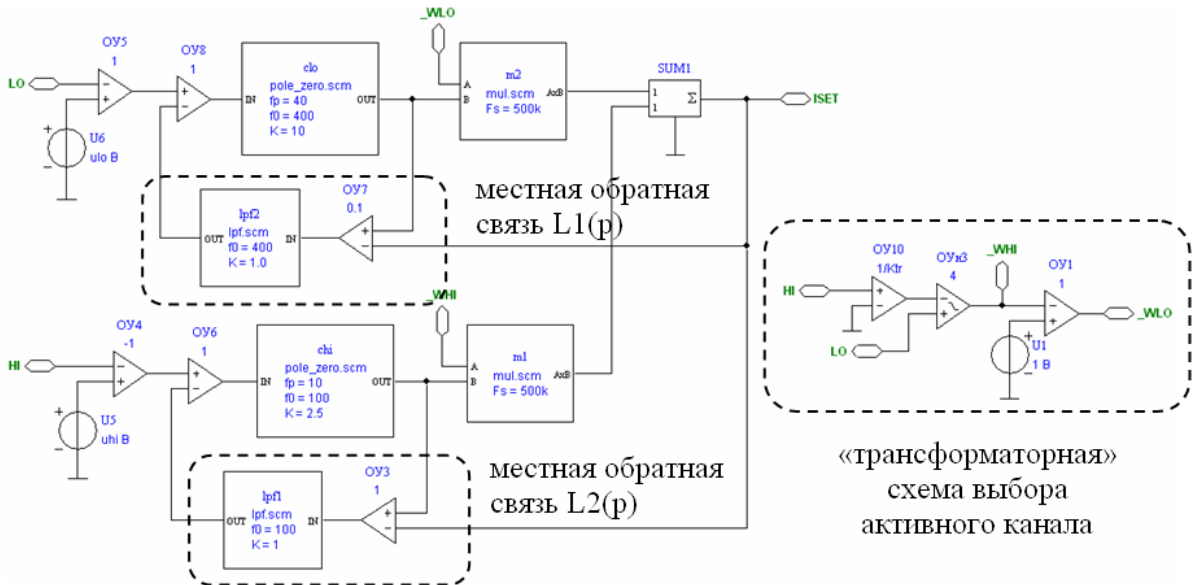 _WLO
ОУ5
1
ОУ8
1
LO
U6
ulo В
clo
pole_zero.scm
fp = 40
f0 = 400
K = 10
IN
OUT
A
B
m2
mul.scm
Fs = 500k
AxB
SUM1
1
1
Σ
ISET
lpf2
lpf.scm
f0 = 400
K = 1.0
OUT
IN
ОУ7
0.1
местная обратная
связь L1(p)
_WHI
ОУ4
-1
ОУ6
1
HI
U5
uhi В
chi
pole_zero.scm
fp = 10
f0 = 100
K = 2.5
IN
OUT
A
B
m1
mul.scm
Fs = 500k
AxB
lpf1
lpf.scm
f0 = 100
K = 1
OUT
IN
ОУ3
1
местная обратная
связь L2(p)
ОУ10
1/Ktr
ОУн3
4
_WHI
ОУ1
1
HI
LO
_WLO
U1
1 В
«трансформаторная»
схема выбора
активного канала